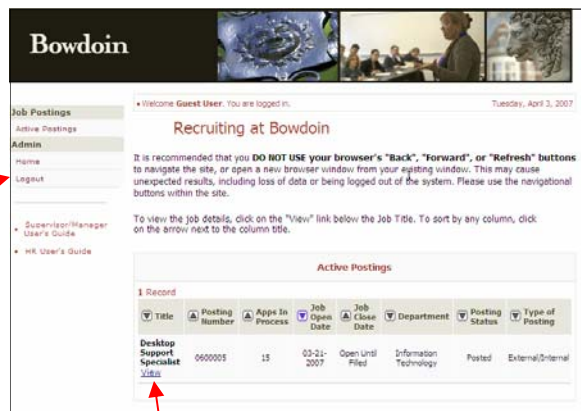 Bowdoin
Job Postings
Active Postings
Admin
Home
Logout
• Supervisor/Manager
User's Guide
• HR User's Guide
• Welcome Guest User. You are logged in.
Tuesday, April 3, 2007
Recruiting at Bowdoin
It is recommended that you DO NOT USE your browser's "Back", "Forward", or "Refresh" buttons
to navigate the site, or open a new browser window from your existing window. This may cause
unexpected results, including loss of data or being logged out of the system. Please use the navigational
buttons within the site.
To view the job details, click on the "View" link below the Job Title. To sort by any column, click
on the arrow next to the column title.
Active Postings
1 Record
Title
Posting
Number
Apps In
Process
Job
Open
Date
Job
Close
Date
Department
Posting
Status
Type of
Posting
Desktop
Support
Specialist
View
0600005
15
03-21-
2007
Open Until
Filled
Information
Technology
Posted
External/Internal